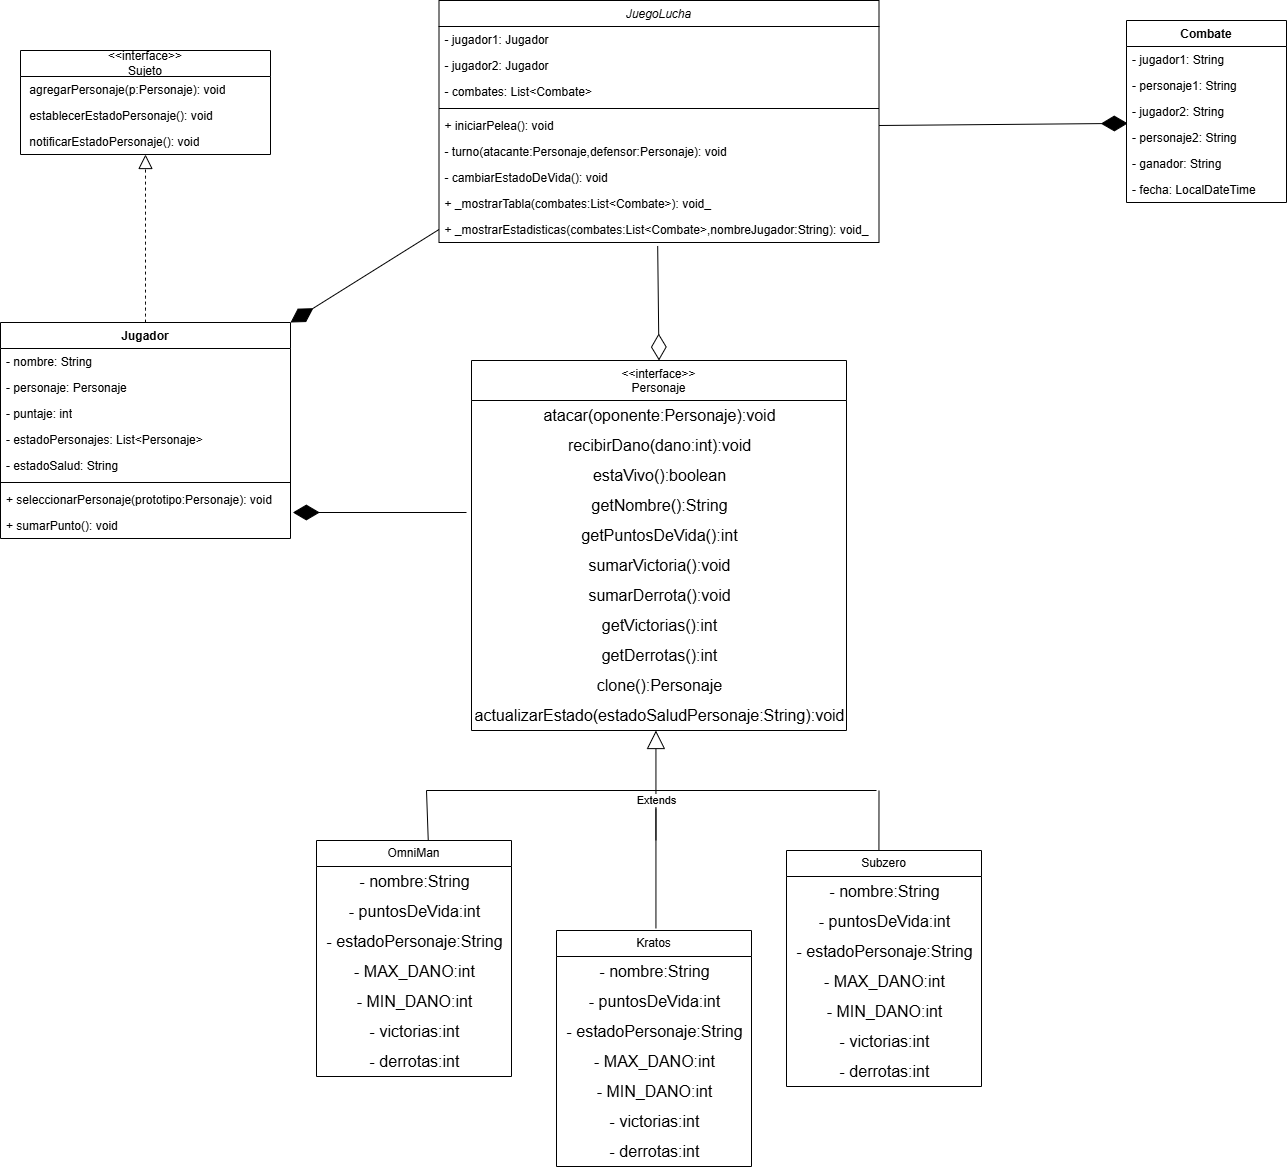 <<interface>>
Sujeto
agregarPersonaje(p:Personaje): void
establecerEstadoPersonaje(): void
notificarEstadoPersonaje(): void
JuegoLucha
- jugador1: Jugador
- jugador2: Jugador
- combates: List<Combate>
+ iniciarPelea(): void
- turno(atacante:Personaje,defensor:Personaje): void
- cambiarEstadoDeVida(): void
+ _mostrarTabla(combates:List<Combate>): void_
+ _mostrarEstadisticas(combates:List<Combate>,nombreJugador:String): void_
Combate
- jugador1: String
- personaje1: String
- jugador2: String
- personaje2: String
- ganador: String
- fecha: LocalDateTime
Jugador
- nombre: String
- personaje: Personaje
- puntaje: int
- estadoPersonajes: List<Personaje>
- estadoSalud: String
+ seleccionarPersonaje(prototipo:Personaje): void
+ sumarPunto(): void
<<interface>>
Personaje
atacar(oponente:Personaje):void
recibirDano(dano:int):void
estaVivo():boolean
getNombre():String
getPuntosDeVida():int
sumarVictoria():void
sumarDerrota():void
getVictorias():int
getDerrotas():int
clone():Personaje
actualizarEstado(estadoSaludPersonaje:String):void
Extends
OmniMan
- nombre:String
- puntosDeVida:int
- estadoPersonaje:String
- MAX_DANO:int
- MIN_DANO:int
- victorias:int
- derrotas:int
Kratos
- nombre:String
- puntosDeVida:int
- estadoPersonaje:String
- MAX_DANO:int
- MIN_DANO:int
- victorias:int
- derrotas:int
Subzero
- nombre:String
- puntosDeVida:int
- estadoPersonaje:String
- MAX_DANO:int
- MIN_DANO:int
- victorias:int
- derrotas:int